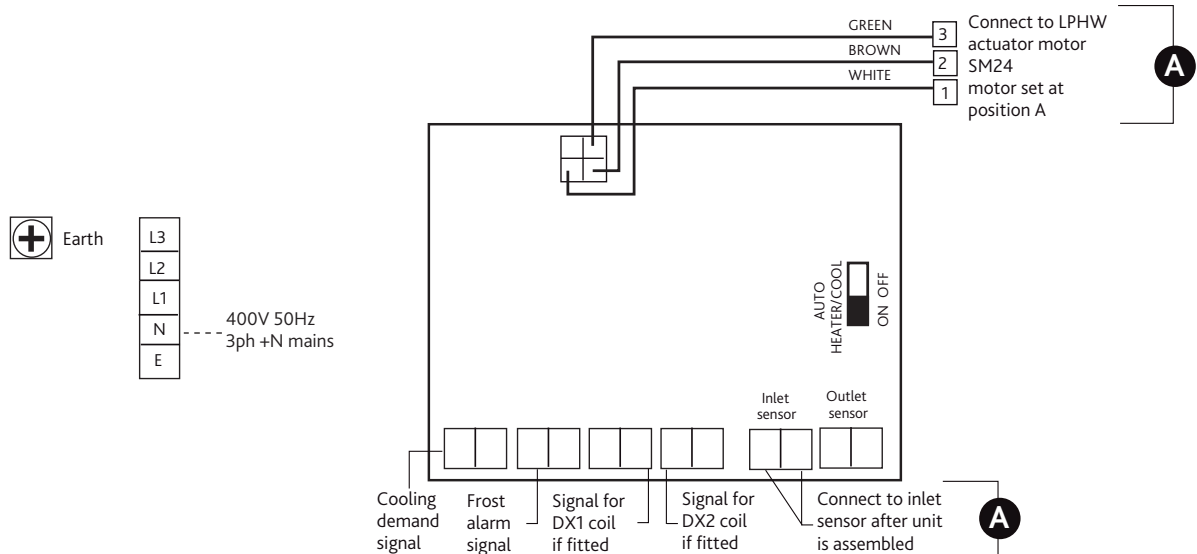 GREEN
BROWN
WHITE
3
2
1
Connect to LPHW
actuator motor
SM24
motor set at
position A
A
Earth
L3
L2
L1
N
E
400V 50Hz
3ph +N mains
AUTO
HEATER/COOL
ON OFF
Inlet
sensor
Outlet
sensor
Cooling
demand
signal
Frost
alarm
signal
Signal for
DX1 coil
if fitted
Signal for
DX2 coil
if fitted
Connect to inlet
sensor after unit
is assembled
A